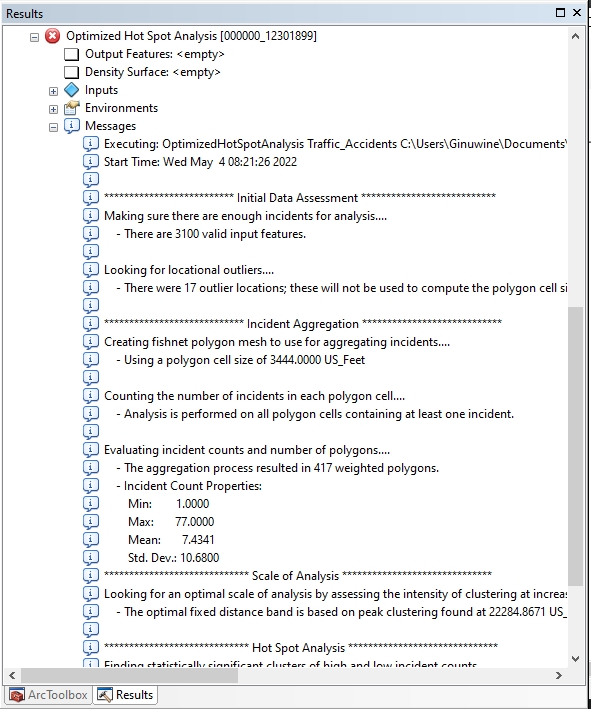 Results
Optimized Hot Spot Analysis [000000_12301899]
Output Features: <empty>
Density Surface: <empty>
Inputs
Environments
Messages
Executing: OptimizedHotSpotAnalysis Traffic_Accidents C:\Users\Ginuwine\Documents\
Start Time: Wed May  4 08:21:26 2022
************************** Initial Data Assessment ***************************
Making sure there are enough incidents for analysis....
- There are 3100 valid input features.
Looking for locational outliers....
- There were 17 outlier locations; these will not be used to compute the polygon cell si
**************************** Incident Aggregation ****************************
Creating fishnet polygon mesh to use for aggregating incidents....
- Using a polygon cell size of 3444.0000 US_Feet
Counting the number of incidents in each polygon cell....
- Analysis is performed on all polygon cells containing at least one incident.
Evaluating incident counts and number of polygons....
- The aggregation process resulted in 417 weighted polygons.
- Incident Count Properties:
Min: 1.0000
Max: 77.0000
Mean: 7.4341
Std. Dev.: 10.6800
***************************** Scale of Analysis ******************************
Looking for an optimal scale of analysis by assessing the intensity of clustering at increa
- The optimal fixed distance band is based on peak clustering found at 22284.8671 US_
***************************** Hot Spot Analysis ******************************
Finding statistically significant clusters of high and low incident counts
ArcToolbox Results